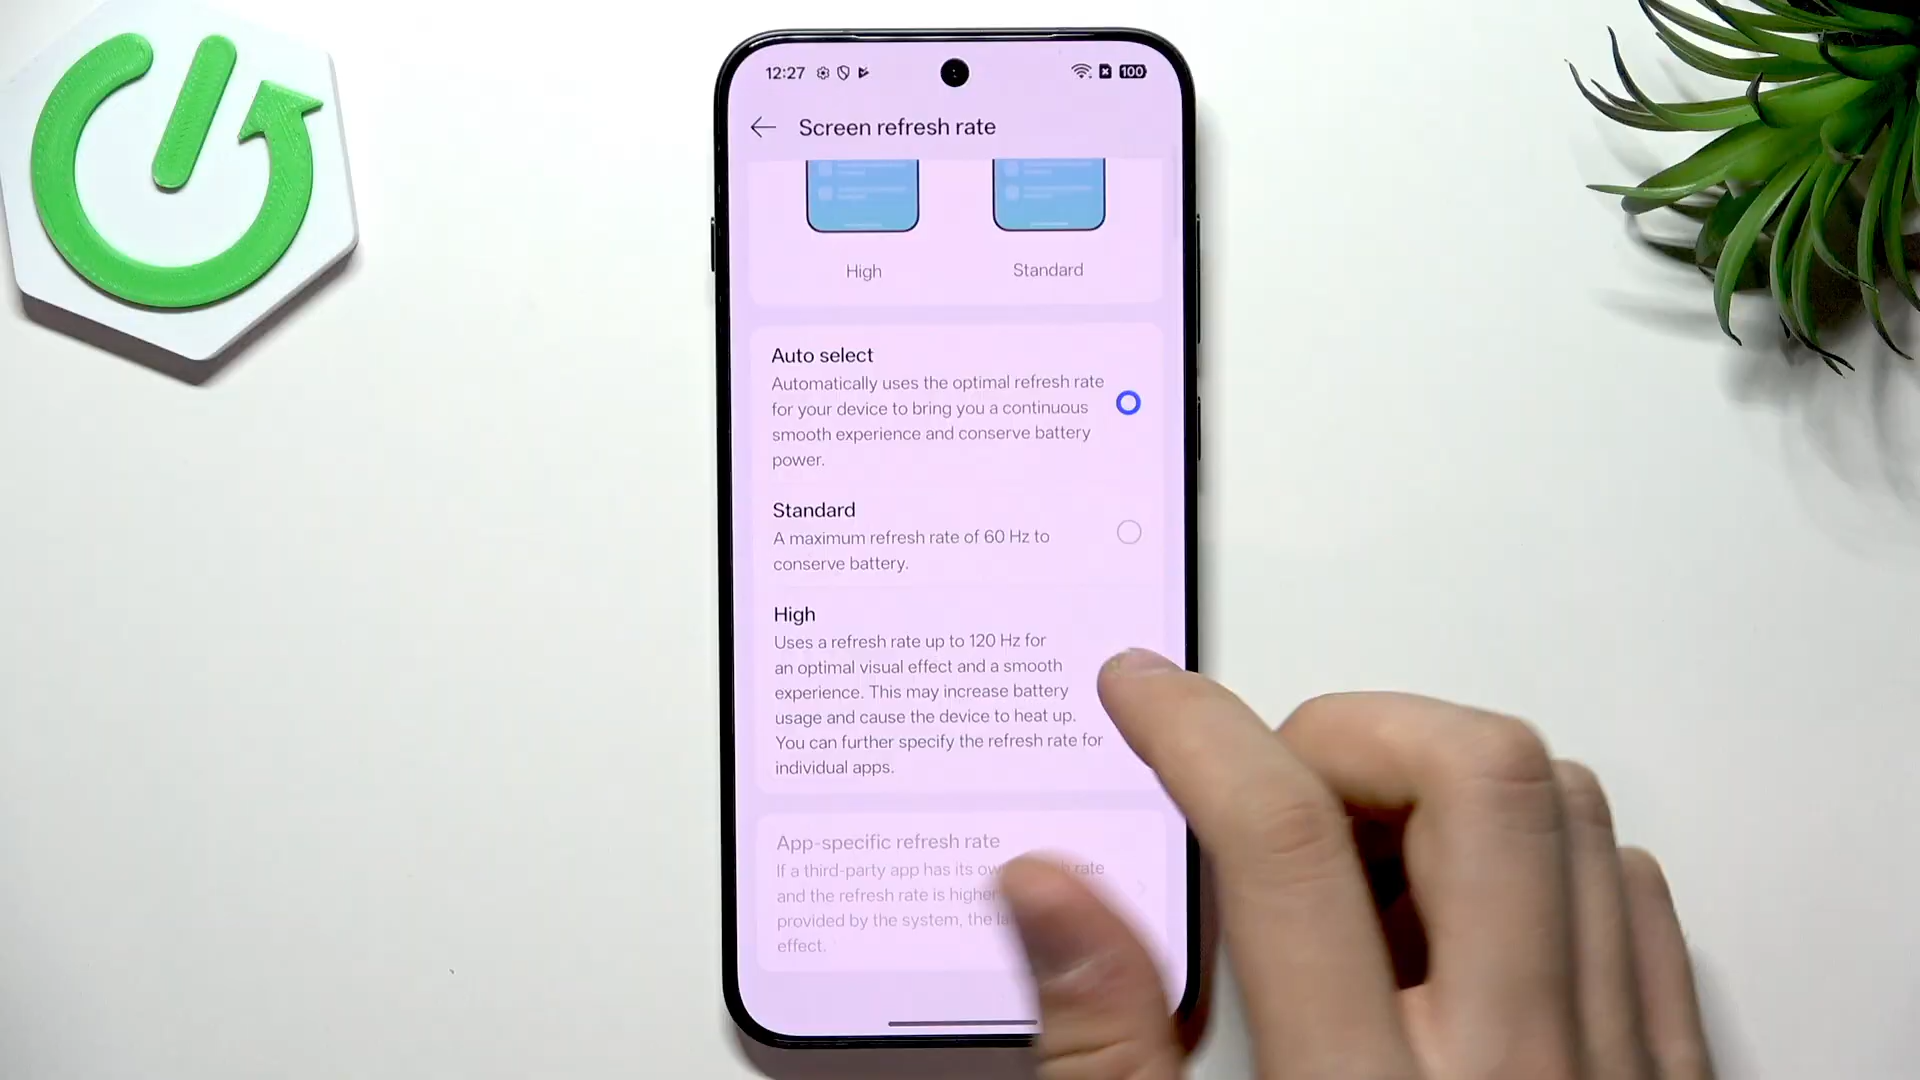 12:27
100
Screen refresh rate
High
Standard
Auto select
Automatically uses the optimal refresh rate
for your device to bring you a continuous
smooth experience and conserve battery
power.
Standard
A maximum refresh rate of 60 Hz to
conserve battery.
High
Uses a refresh rate up to 120 Hz for
an optimal visual effect and a smooth
experience. This may increase battery
usage and cause the device to heat up.
You can further specify the refresh rate for
individual apps.
App-specific refresh rate
If a third-party app has its rate
and the refresh rate is higher
provided by the system, the
effect.